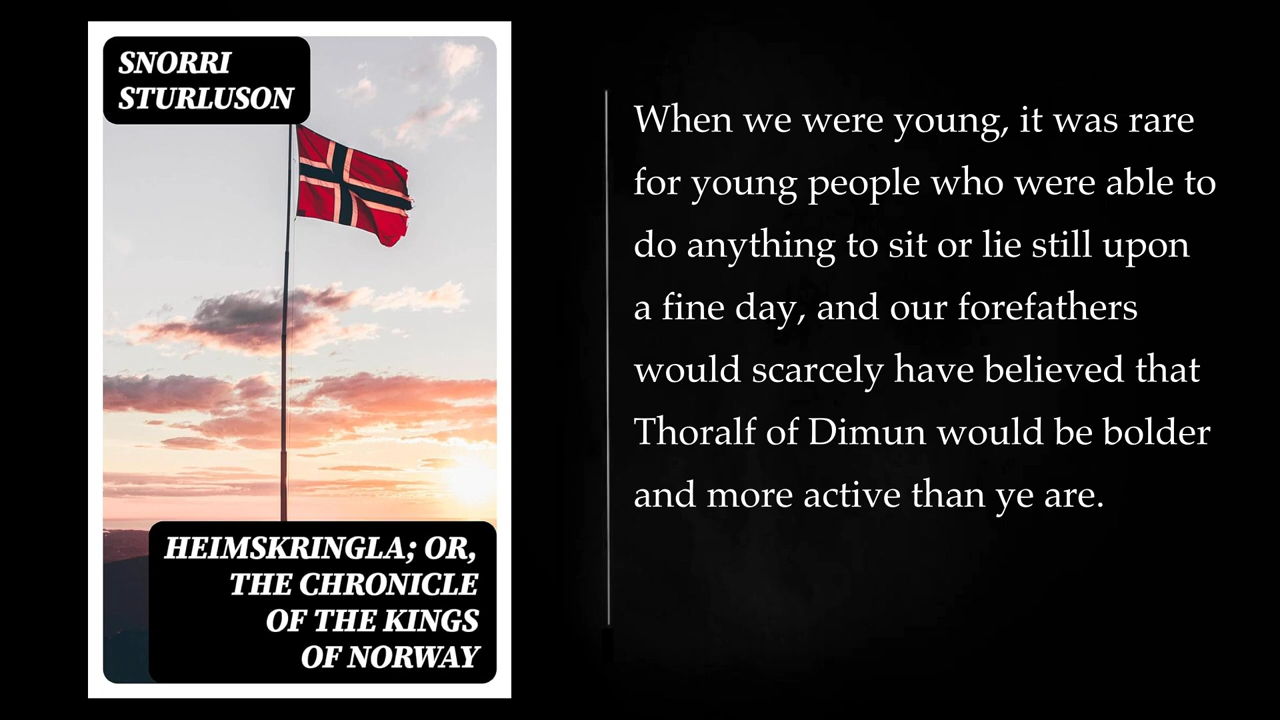 SNORRI
STURLUSON
HEIMSKRINGLA; OR,
THE CHRONICLE
OF THE KINGS
OF NORWAY
When we were young, it was rare
for young people who were able to
do anything to sit or lie still upon
a fine day, and our forefathers
would scarcely have believed that
Thoralf of Dimun would be bolder
and more active than ye are.